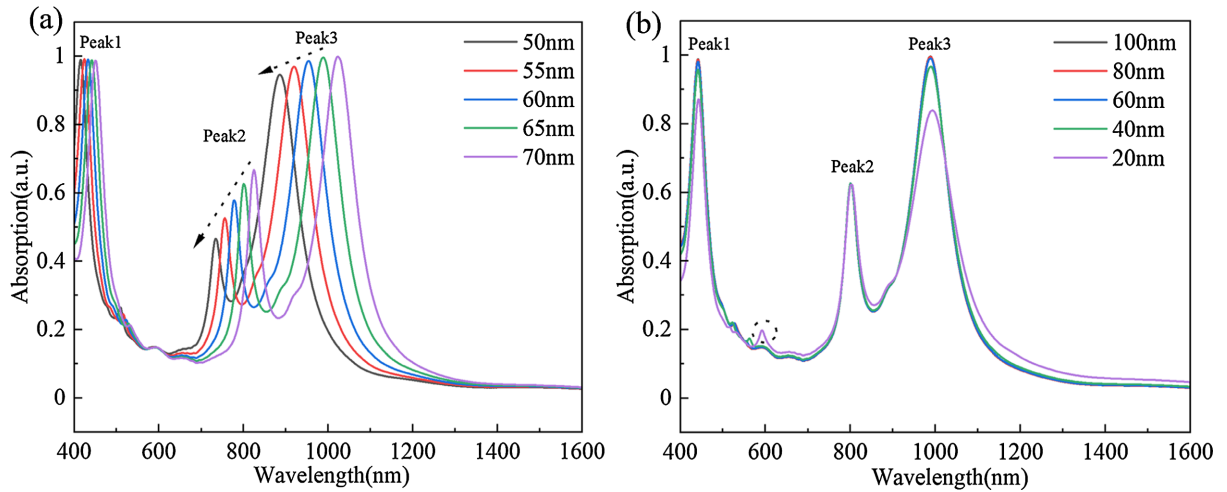 (a)
Peak1
Peak2
Peak3
50nm
55nm
60nm
65nm
70nm
Absorption(a.u.)
1
0.8
0.6
0.4
0.2
0
400 600 800 1000 1200 1400 1600
Wavelength(nm)
(b)
Peak1
Peak2
Peak3
100nm
80nm
60nm
40nm
20nm
Absorption(a.u.)
1
0.8
0.6
0.4
0.2
0
400 600 800 1000 1200 1400 1600
Wavelength(nm)